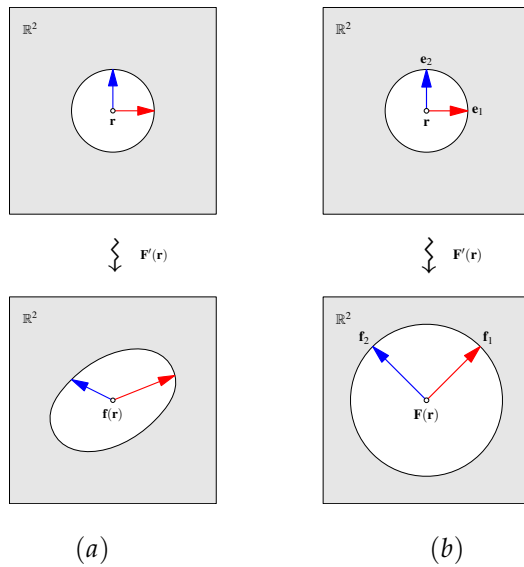 ℝ² ℝ²
e₂
r r e₁
F′(r) F′(r)
ℝ² ℝ²
f₂ f₁
f(r) F(r)
(a) (b)